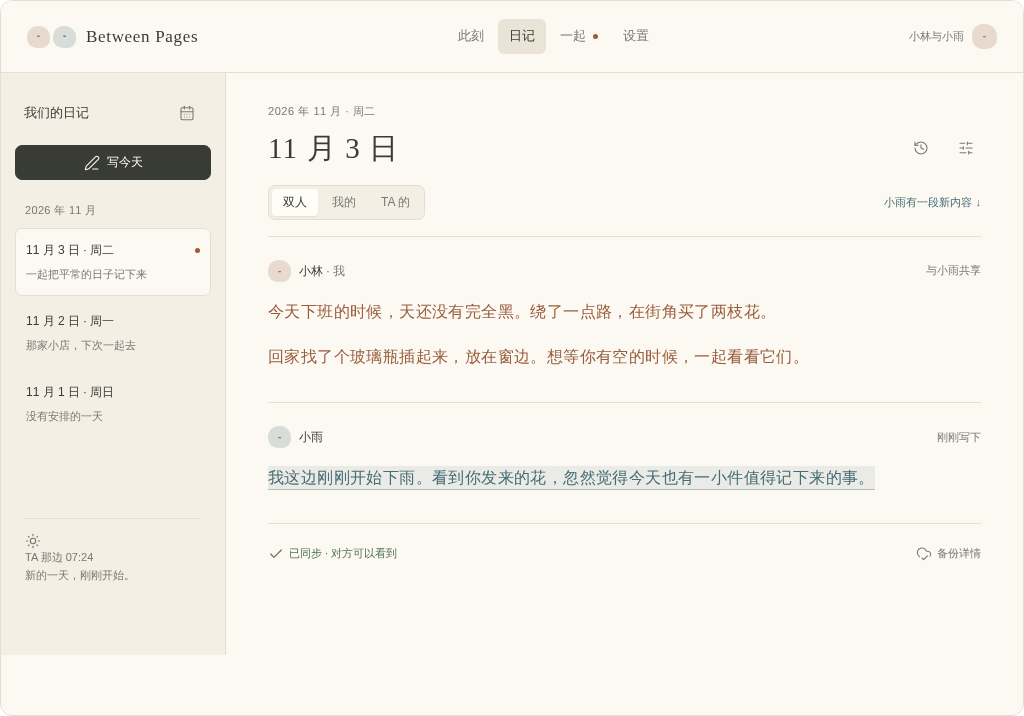 Between Pages
此刻 日记 一起 设置
小林与小雨
我们的日记
写今天
2026 年 11 月
11 月 3 日 · 周二
一起把平常的日子记下来
11 月 2 日 · 周一
那家小店，下次一起去
11 月 1 日 · 周日
没有安排的一天
TA 那边 07:24
新的一天，刚刚开始。
2026 年 11 月 · 周二
11 月 3 日
双人 我的 TA 的
小雨有一段新内容 ↓
小林 · 我
与小雨共享
今天下班的时候，天还没有完全黑。绕了一点路，在街角买了两枝花。
回家找了个玻璃瓶插起来，放在窗边。想等你有空的时候，一起看看它们。
小雨
刚刚写下
我这边刚刚开始下雨。看到你发来的花，忽然觉得今天也有一小件值得记下来的事。
已同步 · 对方可以看到
备份详情